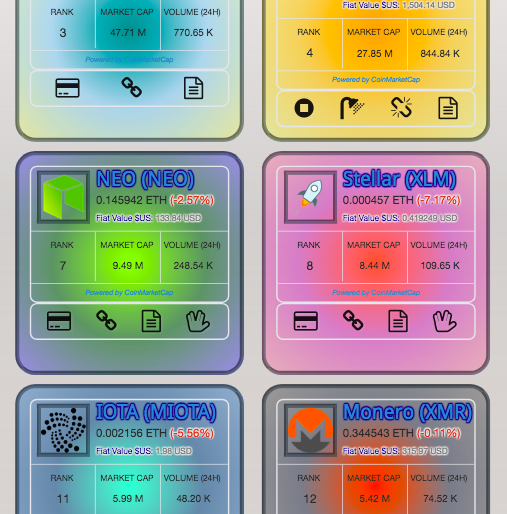 Fiat Value $US: 1,504.14 USD
RANK MARKET CAP VOLUME (24H)
3 47.71 M 770.65 K
Powered by CoinMarketCap
RANK MARKET CAP VOLUME (24H)
4 27.85 M 844.84 K
Powered by CoinMarketCap
NEO (NEO)
0.145942 ETH (-2.57%)
Fiat Value $US: 133.84 USD
RANK MARKET CAP VOLUME (24H)
7 9.49 M 248.54 K
Powered by CoinMarketCap
Stellar (XLM)
0.000457 ETH (-7.17%)
Fiat Value $US: 0.419249 USD
RANK MARKET CAP VOLUME (24H)
8 8.44 M 109.65 K
Powered by CoinMarketCap
IOTA (MIOTA)
0.002156 ETH (-5.56%)
Fiat Value $US: 1.98 USD
RANK MARKET CAP VOLUME (24H)
11 5.99 M 48.20 K
Monero (XMR)
0.344543 ETH (-0.11%)
Fiat Value $US: 315.97 USD
RANK MARKET CAP VOLUME (24H)
12 5.42 M 74.52 K